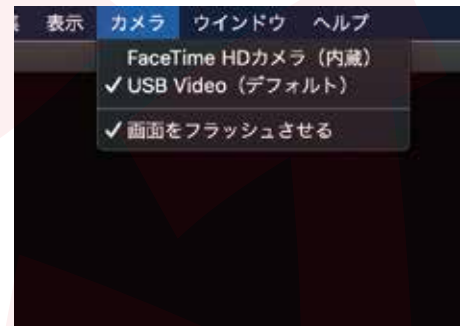 表示 カメラ ウインドウ ヘルプ
FaceTime HDカメラ（内蔵）
✓ USB Video（デフォルト）
✓ 画面をフラッシュさせる